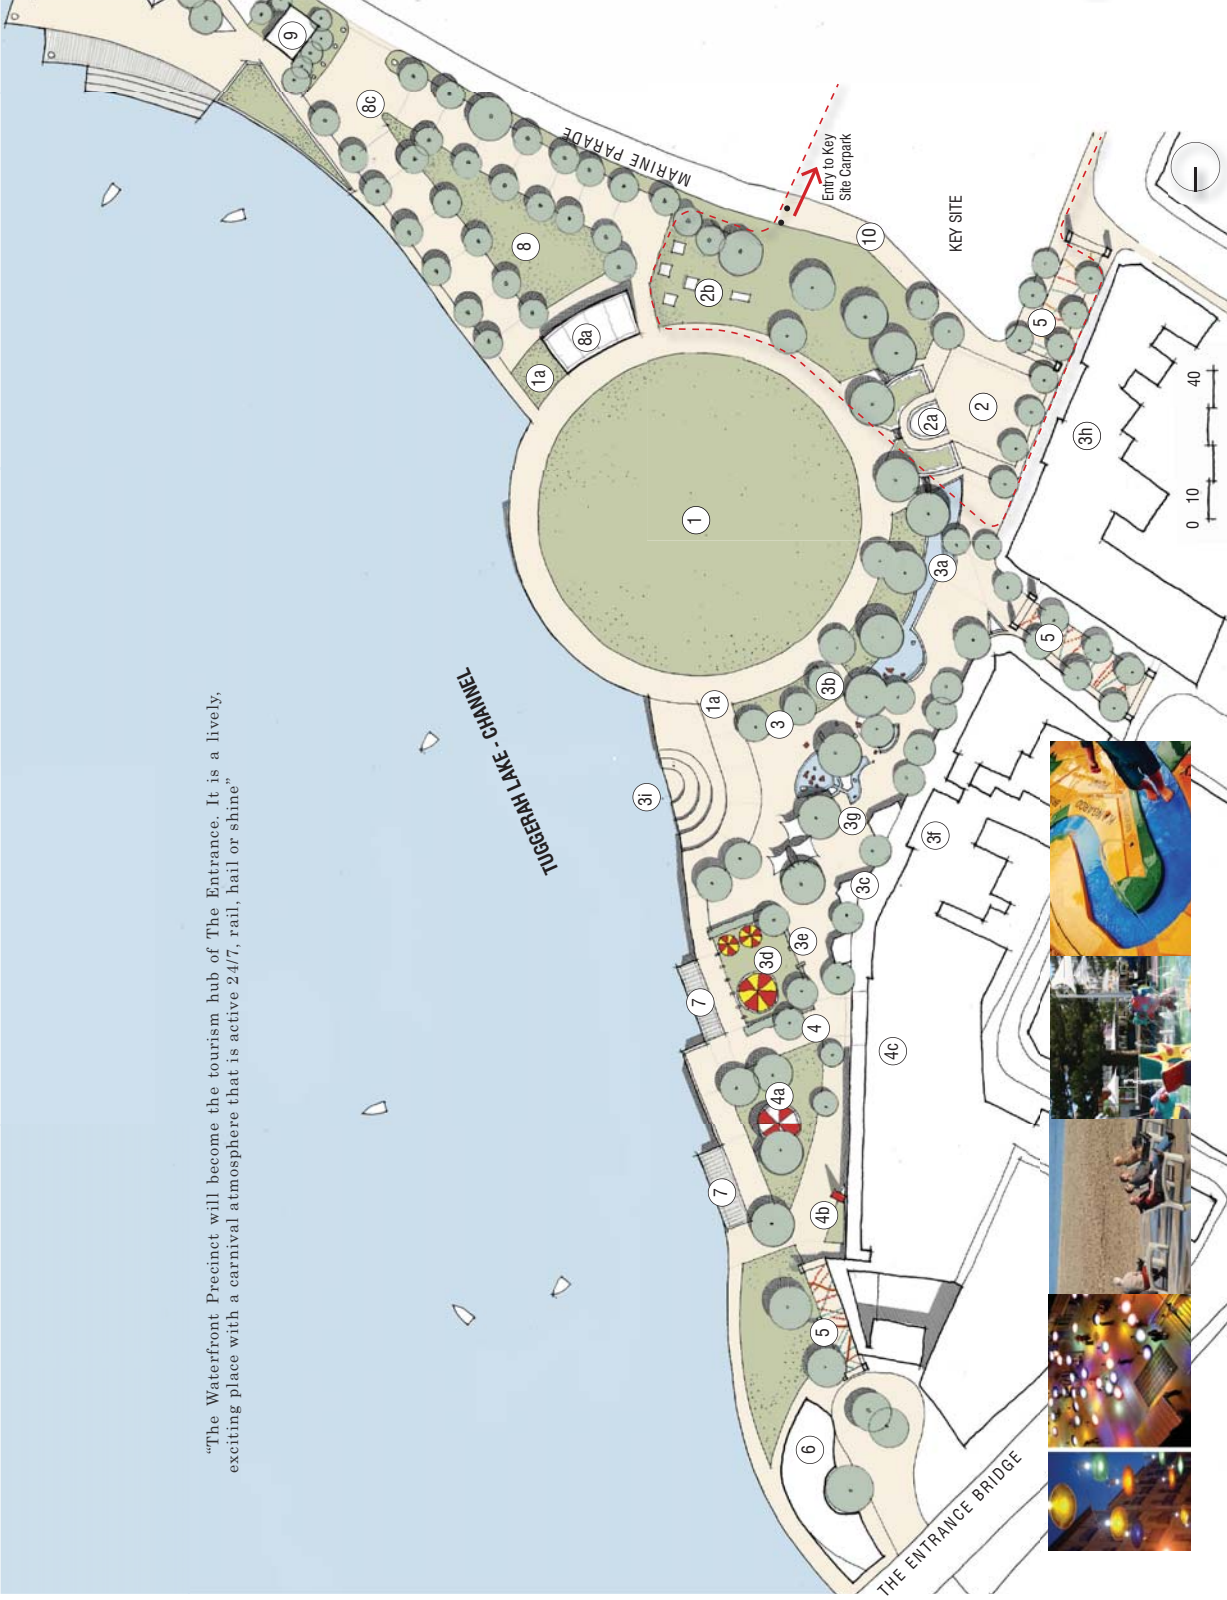 “The Waterfront Precinct will become the tourism hub of The Entrance. It is a lively,
exciting place with a carnival atmosphere that is active 24/7, rail, hail or shine”
TUGGERAH LAKE - CHANNEL
MARINE PARADE
Entry to Key
Site Carpark
KEY SITE
THE ENTRANCE BRIDGE
9
8c
8
8a
1a
2b
10
1
2a
2
5
3h
3a
5
1a
3
3b
3i
3g
3f
3c
3e
3d
7
4
4c
4a
7
4b
5
6
0 10 40